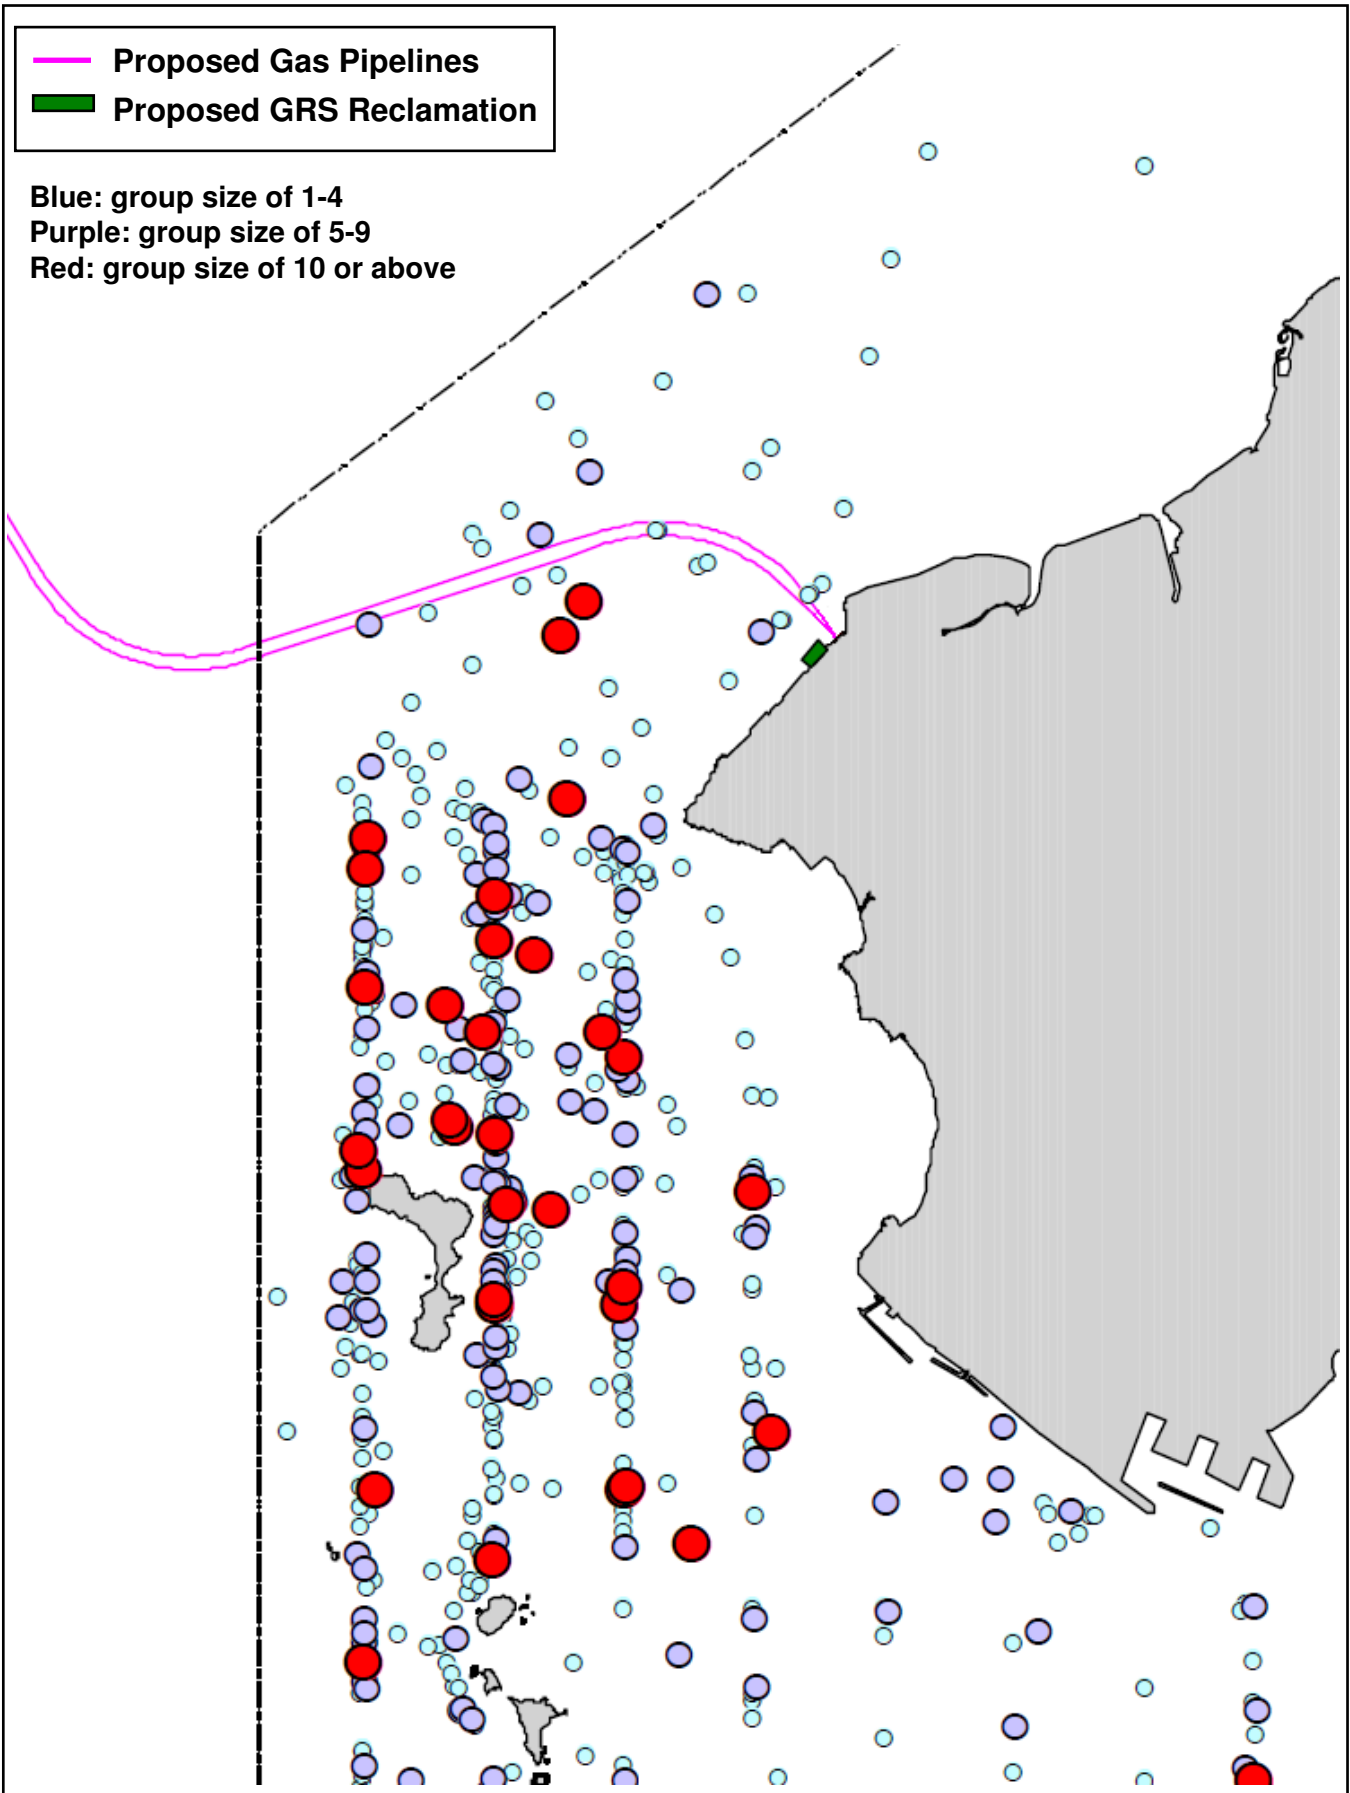 Proposed Gas Pipelines
Proposed GRS Reclamation
Blue: group size of 1-4
Purple: group size of 5-9
Red: group size of 10 or above